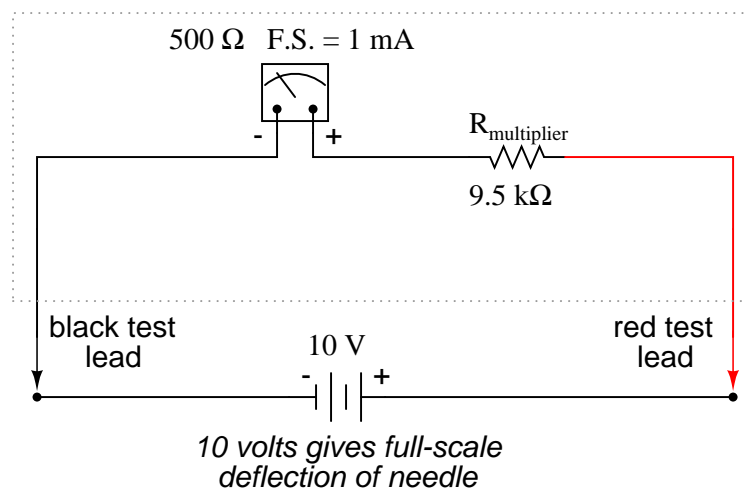 500 Ω F.S. = 1 mA
- +
R multiplier
9.5 kΩ
black test
lead
red test
lead
10 V
- +
10 volts gives full-scale
deflection of needle